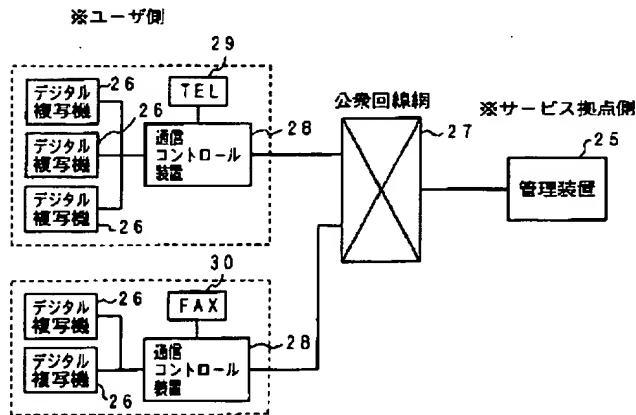 ※ユーザ側
29
TEL
デジタル
複写機
26
デジタル
複写機
26
デジタル
複写機
26
通信
コントロール
装置
28
公衆回線網
27
※サービス拠点側
25
管理装置
30
FAX
デジタル
複写機
26
デジタル
複写機
26
通信
コントロール
装置
28